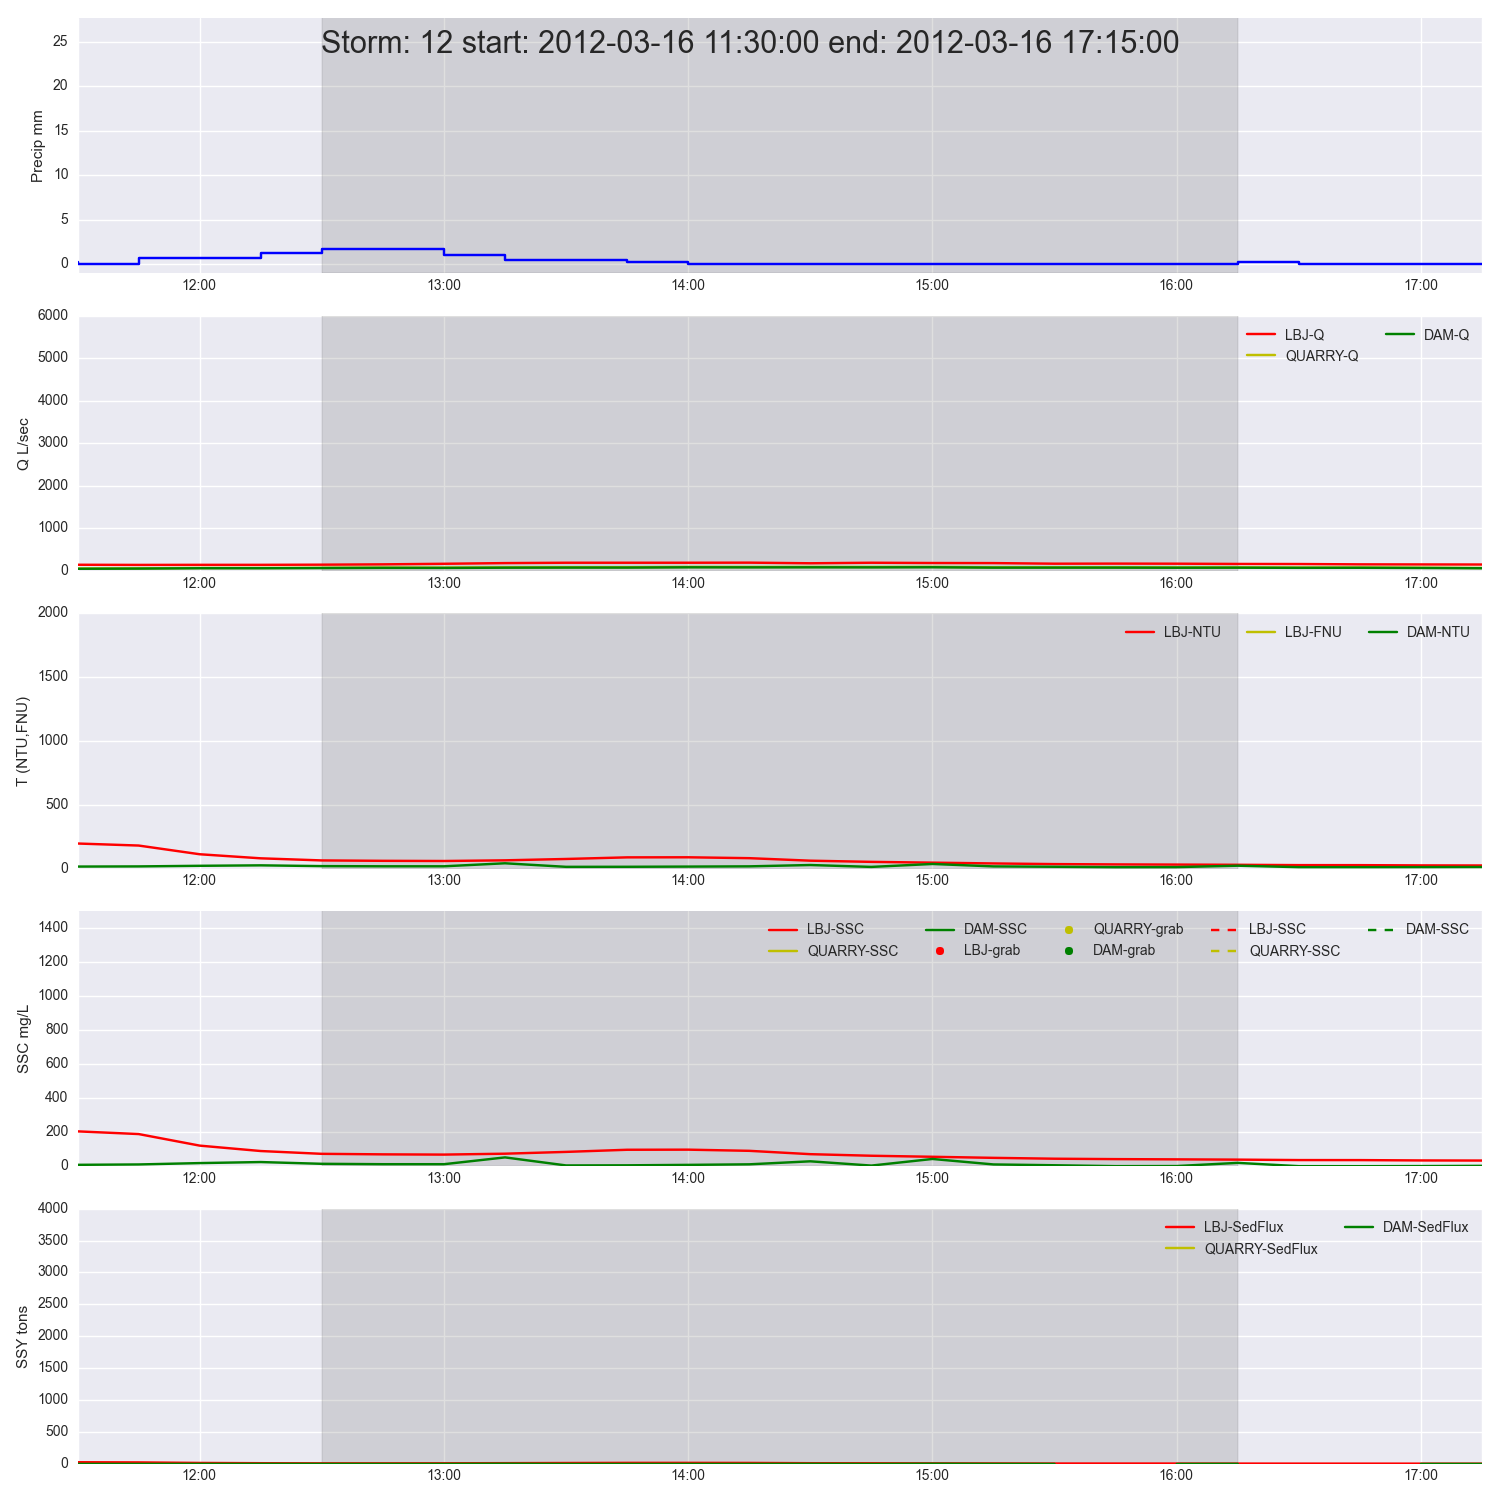 Storm: 12 start: 2012-03-16 11:30:00 end: 2012-03-16 17:15:00
Precip mm
25
20
15
10
5
0
12:00 13:00 14:00 15:00 16:00 17:00
Q L/sec
6000
5000
4000
3000
2000
1000
0
LBJ-Q DAM-Q
QUARRY-Q
12:00 13:00 14:00 15:00 16:00 17:00
T (NTU,FNU)
2000
1500
1000
500
0
LBJ-NTU LBJ-FNU DAM-NTU
12:00 13:00 14:00 15:00 16:00 17:00
SSC mg/L
1400
1200
1000
800
600
400
200
0
LBJ-SSC DAM-SSC QUARRY-grab LBJ-SSC DAM-SSC
QUARRY-SSC LBJ-grab DAM-grab QUARRY-SSC
12:00 13:00 14:00 15:00 16:00 17:00
SSY tons
4000
3500
3000
2500
2000
1500
1000
500
0
LBJ-SedFlux DAM-SedFlux
QUARRY-SedFlux
12:00 13:00 14:00 15:00 16:00 17:00